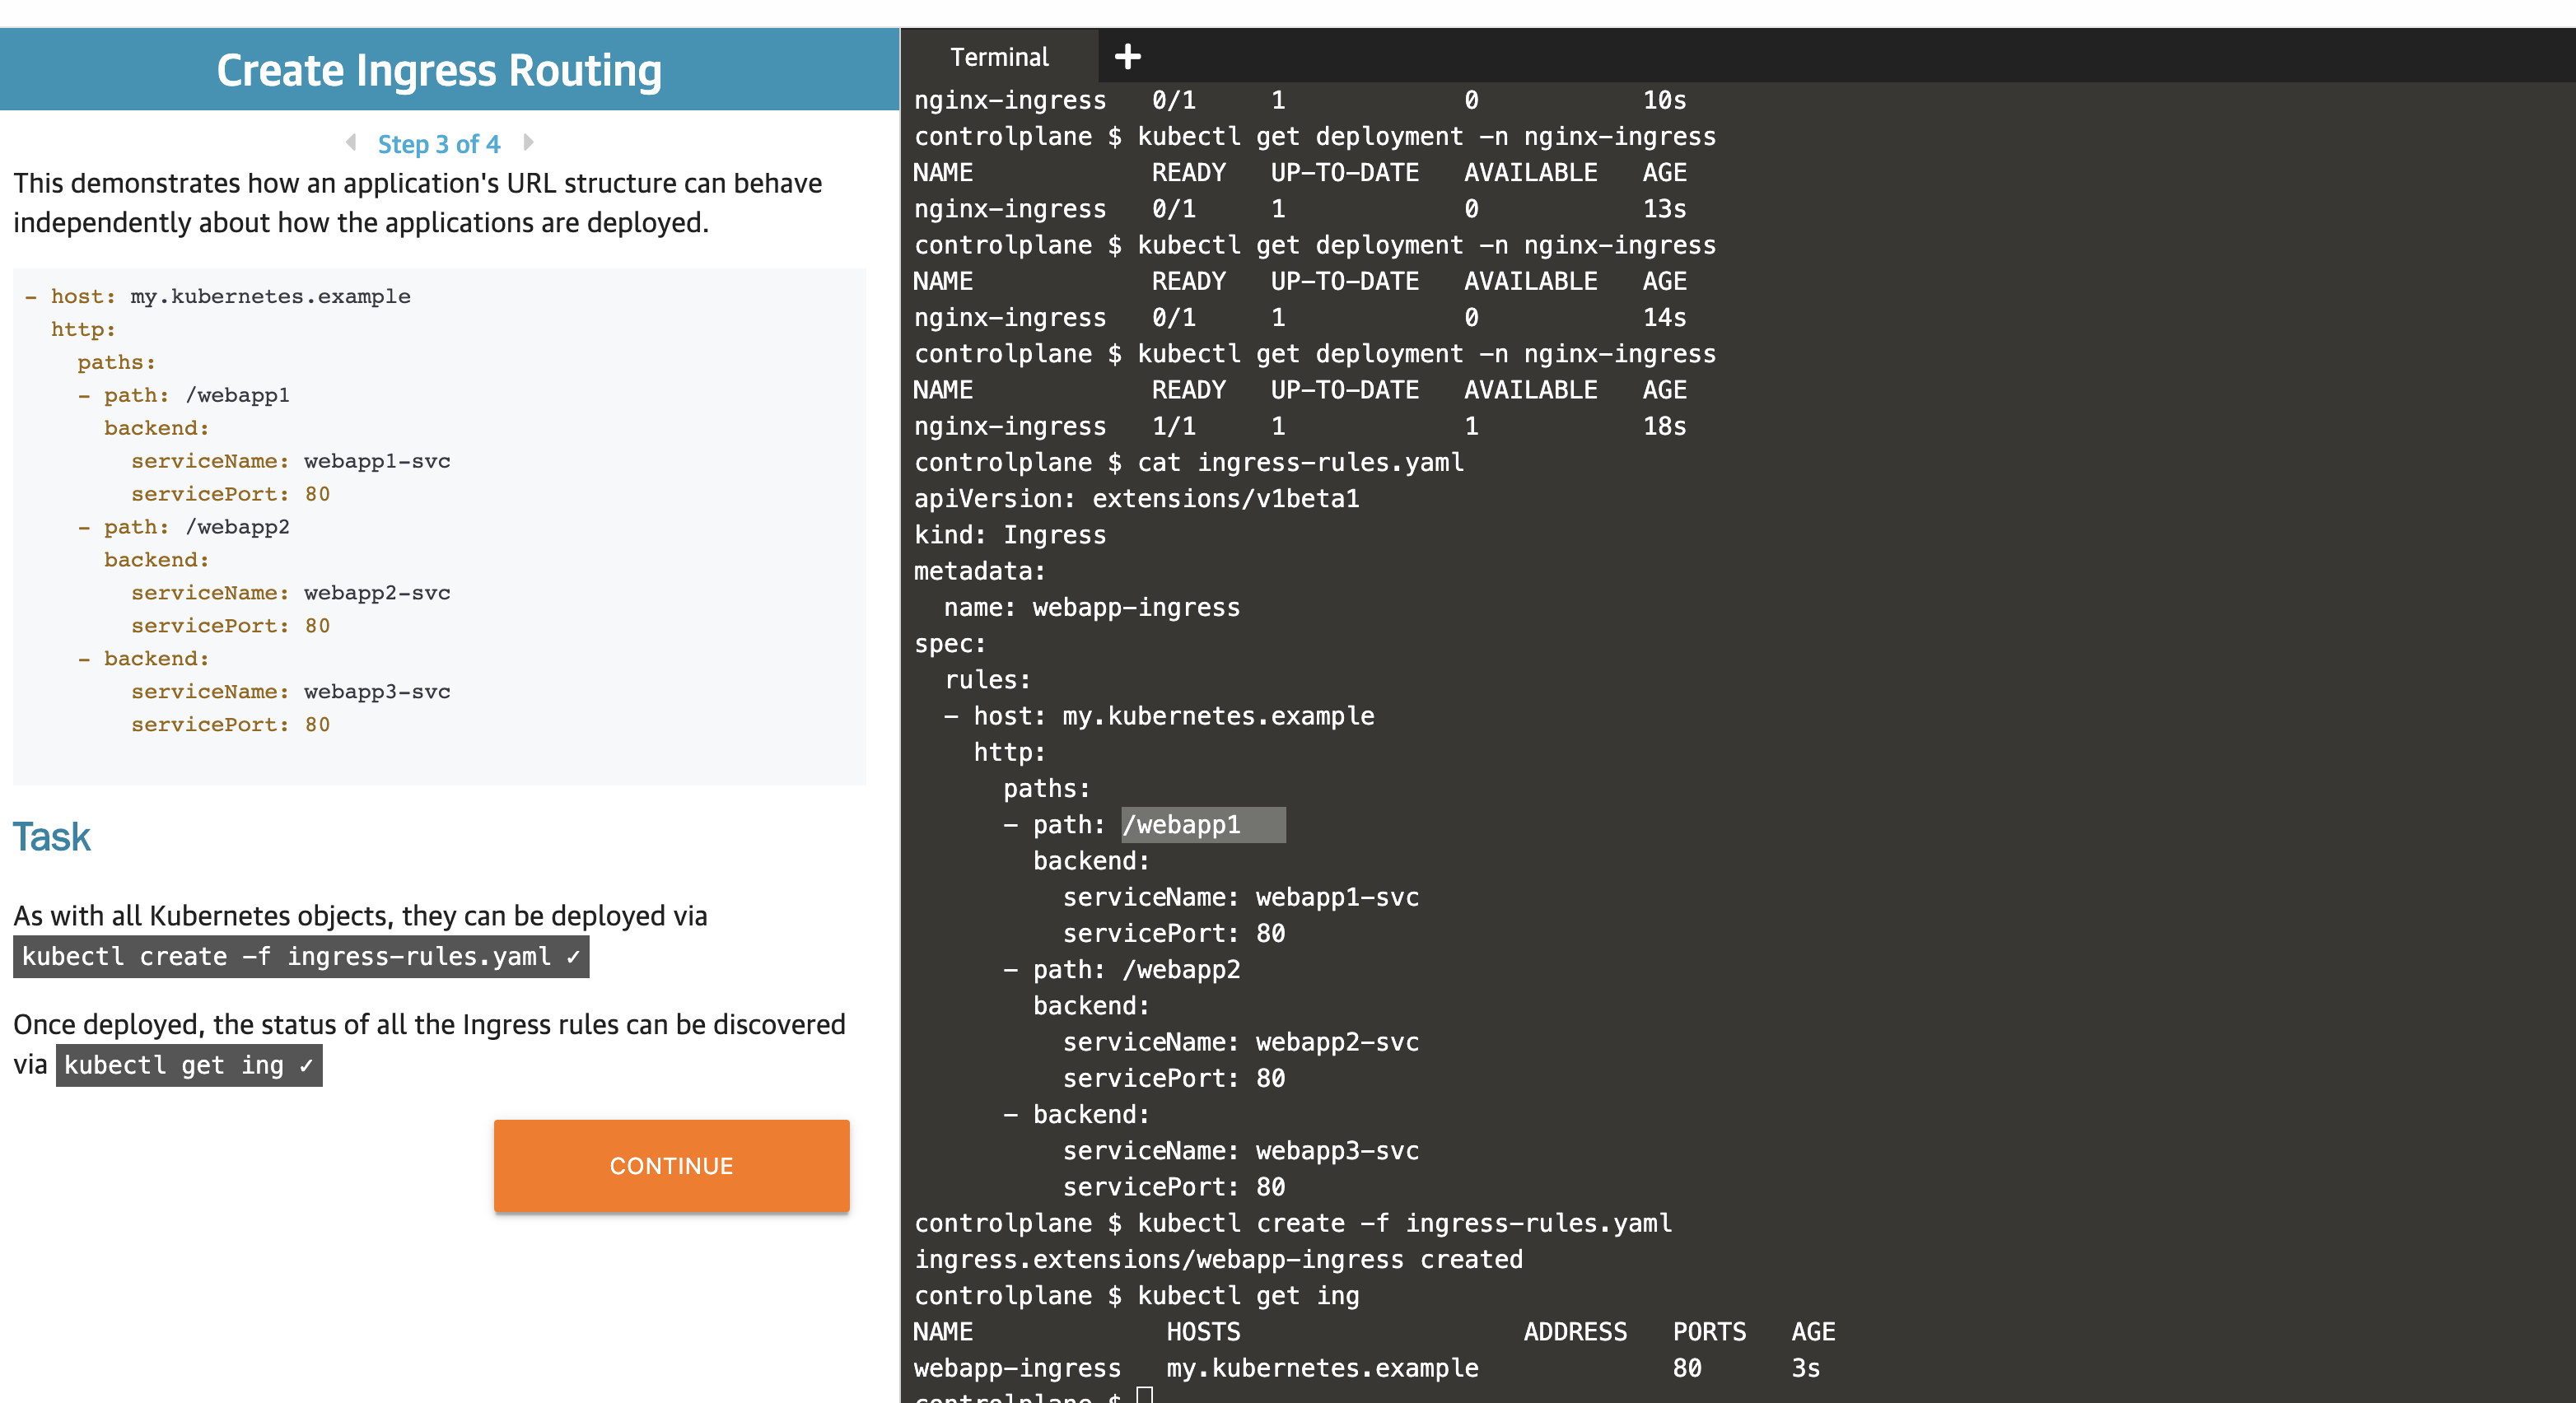 Create Ingress Routing
Step 3 of 4
This demonstrates how an application's URL structure can behave
independently about how the applications are deployed.
- host: my.kubernetes.example
  http:
    paths:
    - path: /webapp1
      backend:
        serviceName: webapp1-svc
        servicePort: 80
    - path: /webapp2
      backend:
        serviceName: webapp2-svc
        servicePort: 80
    - backend:
        serviceName: webapp3-svc
        servicePort: 80
Task
As with all Kubernetes objects, they can be deployed via
kubectl create -f ingress-rules.yaml ✓
Once deployed, the status of all the Ingress rules can be discovered
via kubectl get ing ✓
CONTINUE
Terminal +
nginx-ingress   0/1     1            0           10s
controlplane $ kubectl get deployment -n nginx-ingress
NAME            READY   UP-TO-DATE   AVAILABLE   AGE
nginx-ingress   0/1     1            0           13s
controlplane $ kubectl get deployment -n nginx-ingress
NAME            READY   UP-TO-DATE   AVAILABLE   AGE
nginx-ingress   0/1     1            0           14s
controlplane $ kubectl get deployment -n nginx-ingress
NAME            READY   UP-TO-DATE   AVAILABLE   AGE
nginx-ingress   1/1     1            1           18s
controlplane $ cat ingress-rules.yaml
apiVersion: extensions/v1beta1
kind: Ingress
metadata:
  name: webapp-ingress
spec:
  rules:
  - host: my.kubernetes.example
    http:
      paths:
      - path: /webapp1
        backend:
          serviceName: webapp1-svc
          servicePort: 80
      - path: /webapp2
        backend:
          serviceName: webapp2-svc
          servicePort: 80
      - backend:
          serviceName: webapp3-svc
          servicePort: 80
controlplane $ kubectl create -f ingress-rules.yaml
ingress.extensions/webapp-ingress created
controlplane $ kubectl get ing
NAME             HOSTS                   ADDRESS   PORTS   AGE
webapp-ingress   my.kubernetes.example             80      3s
controlplane $